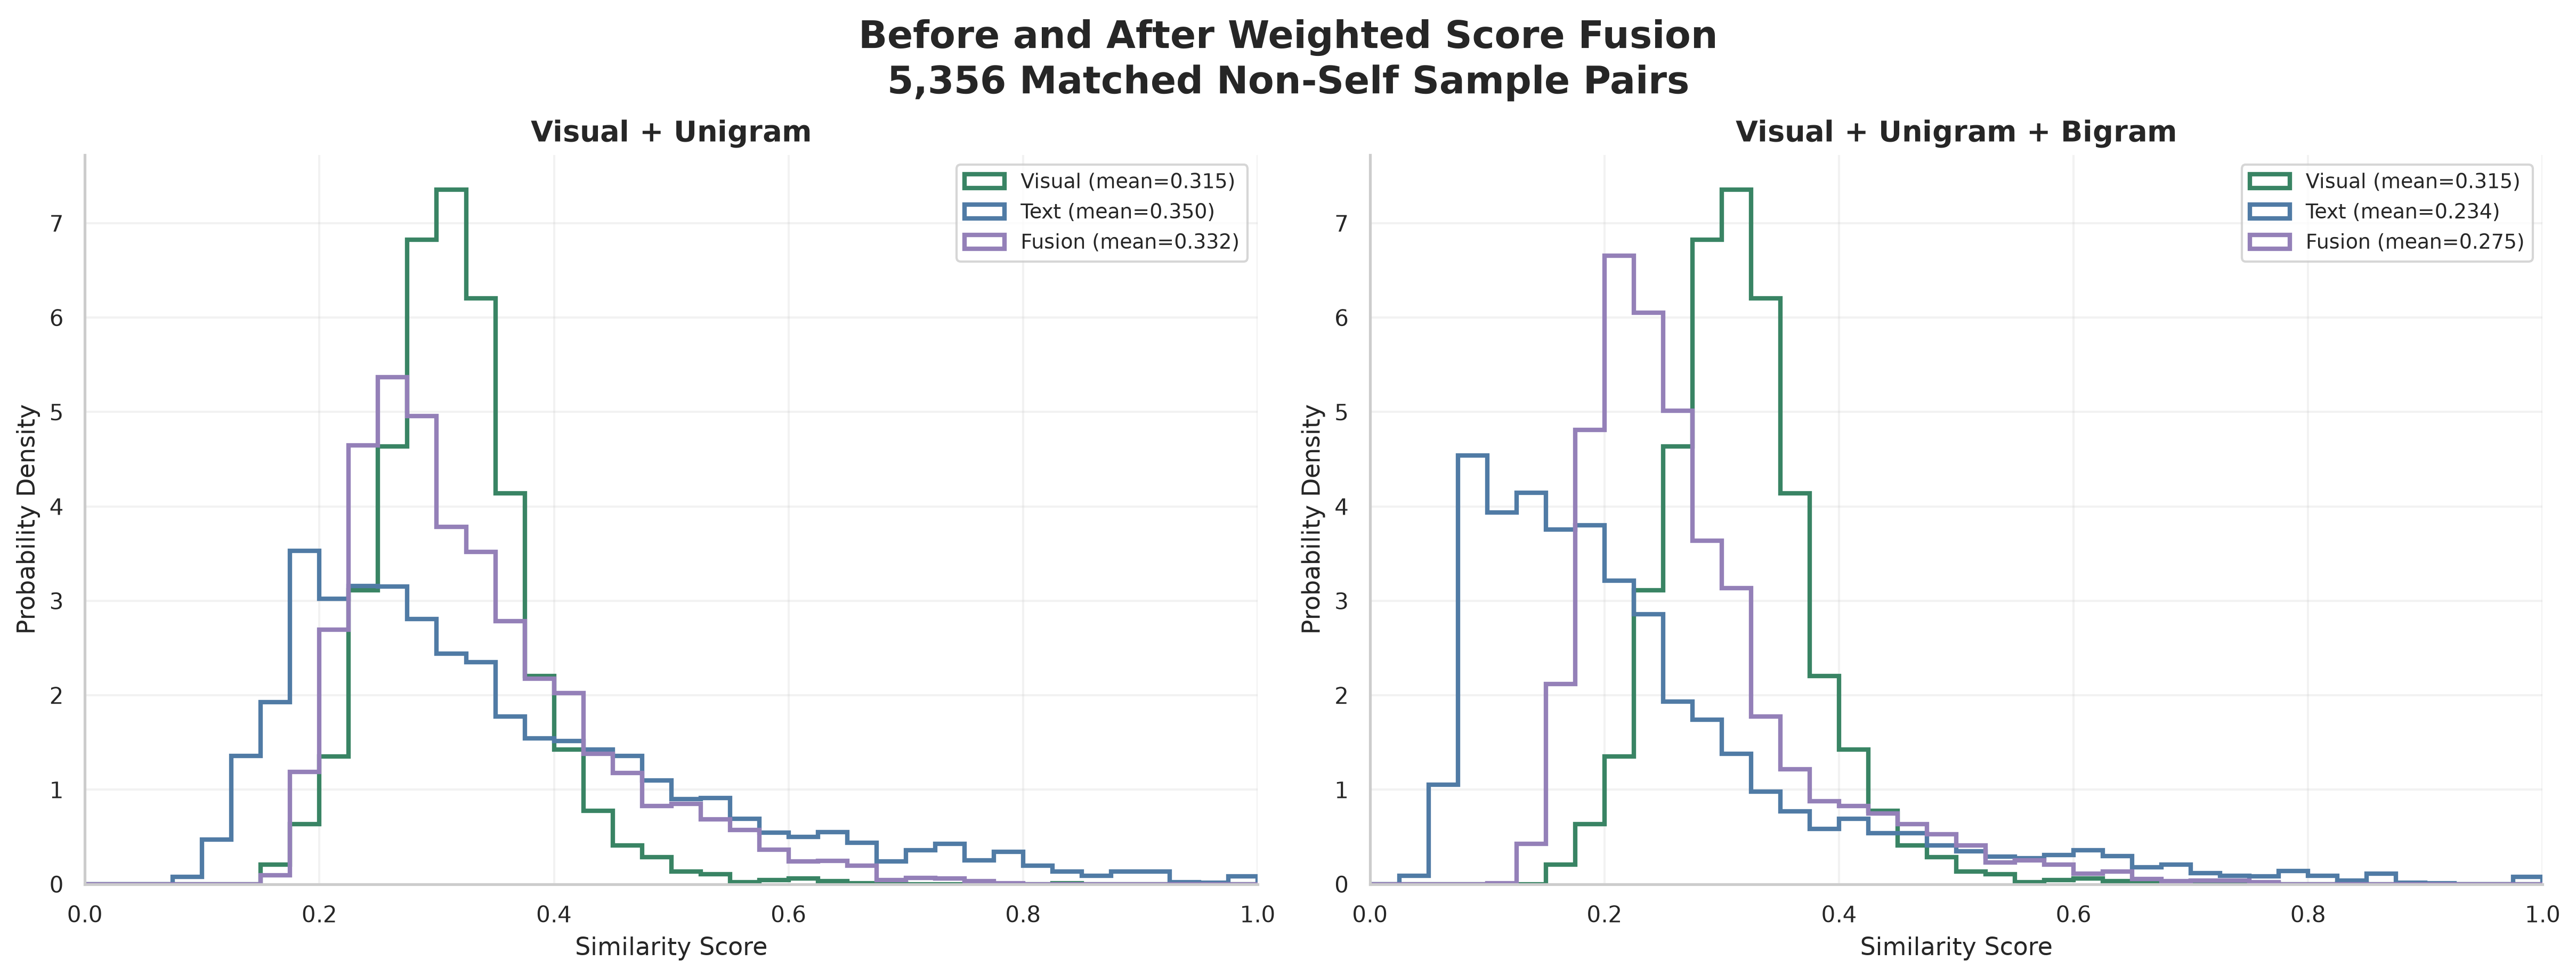 Before and After Weighted Score Fusion
5,356 Matched Non-Self Sample Pairs
Visual + Unigram
Visual (mean=0.315)
Text (mean=0.350)
Fusion (mean=0.332)
Probability Density
7
6
5
4
3
2
1
0
0.0 0.2 0.4 0.6 0.8 1.0
Similarity Score
Visual + Unigram + Bigram
Visual (mean=0.315)
Text (mean=0.234)
Fusion (mean=0.275)
Probability Density
7
6
5
4
3
2
1
0
0.0 0.2 0.4 0.6 0.8 1.0
Similarity Score